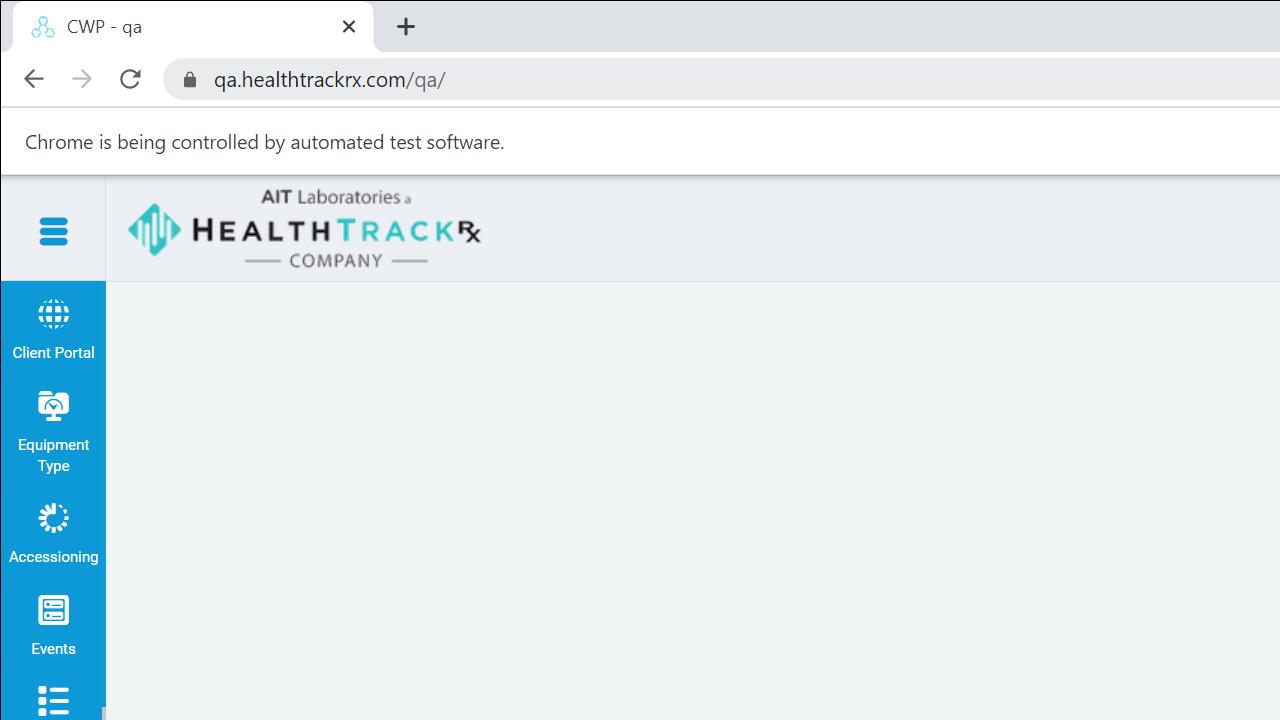 CWP - qa
qa.healthtrackrx.com/qa/
Chrome is being controlled by automated test software.
AIT Laboratories a
HEALTHTRACKRX
COMPANY
Client Portal
Equipment
Type
Accessioning
Events